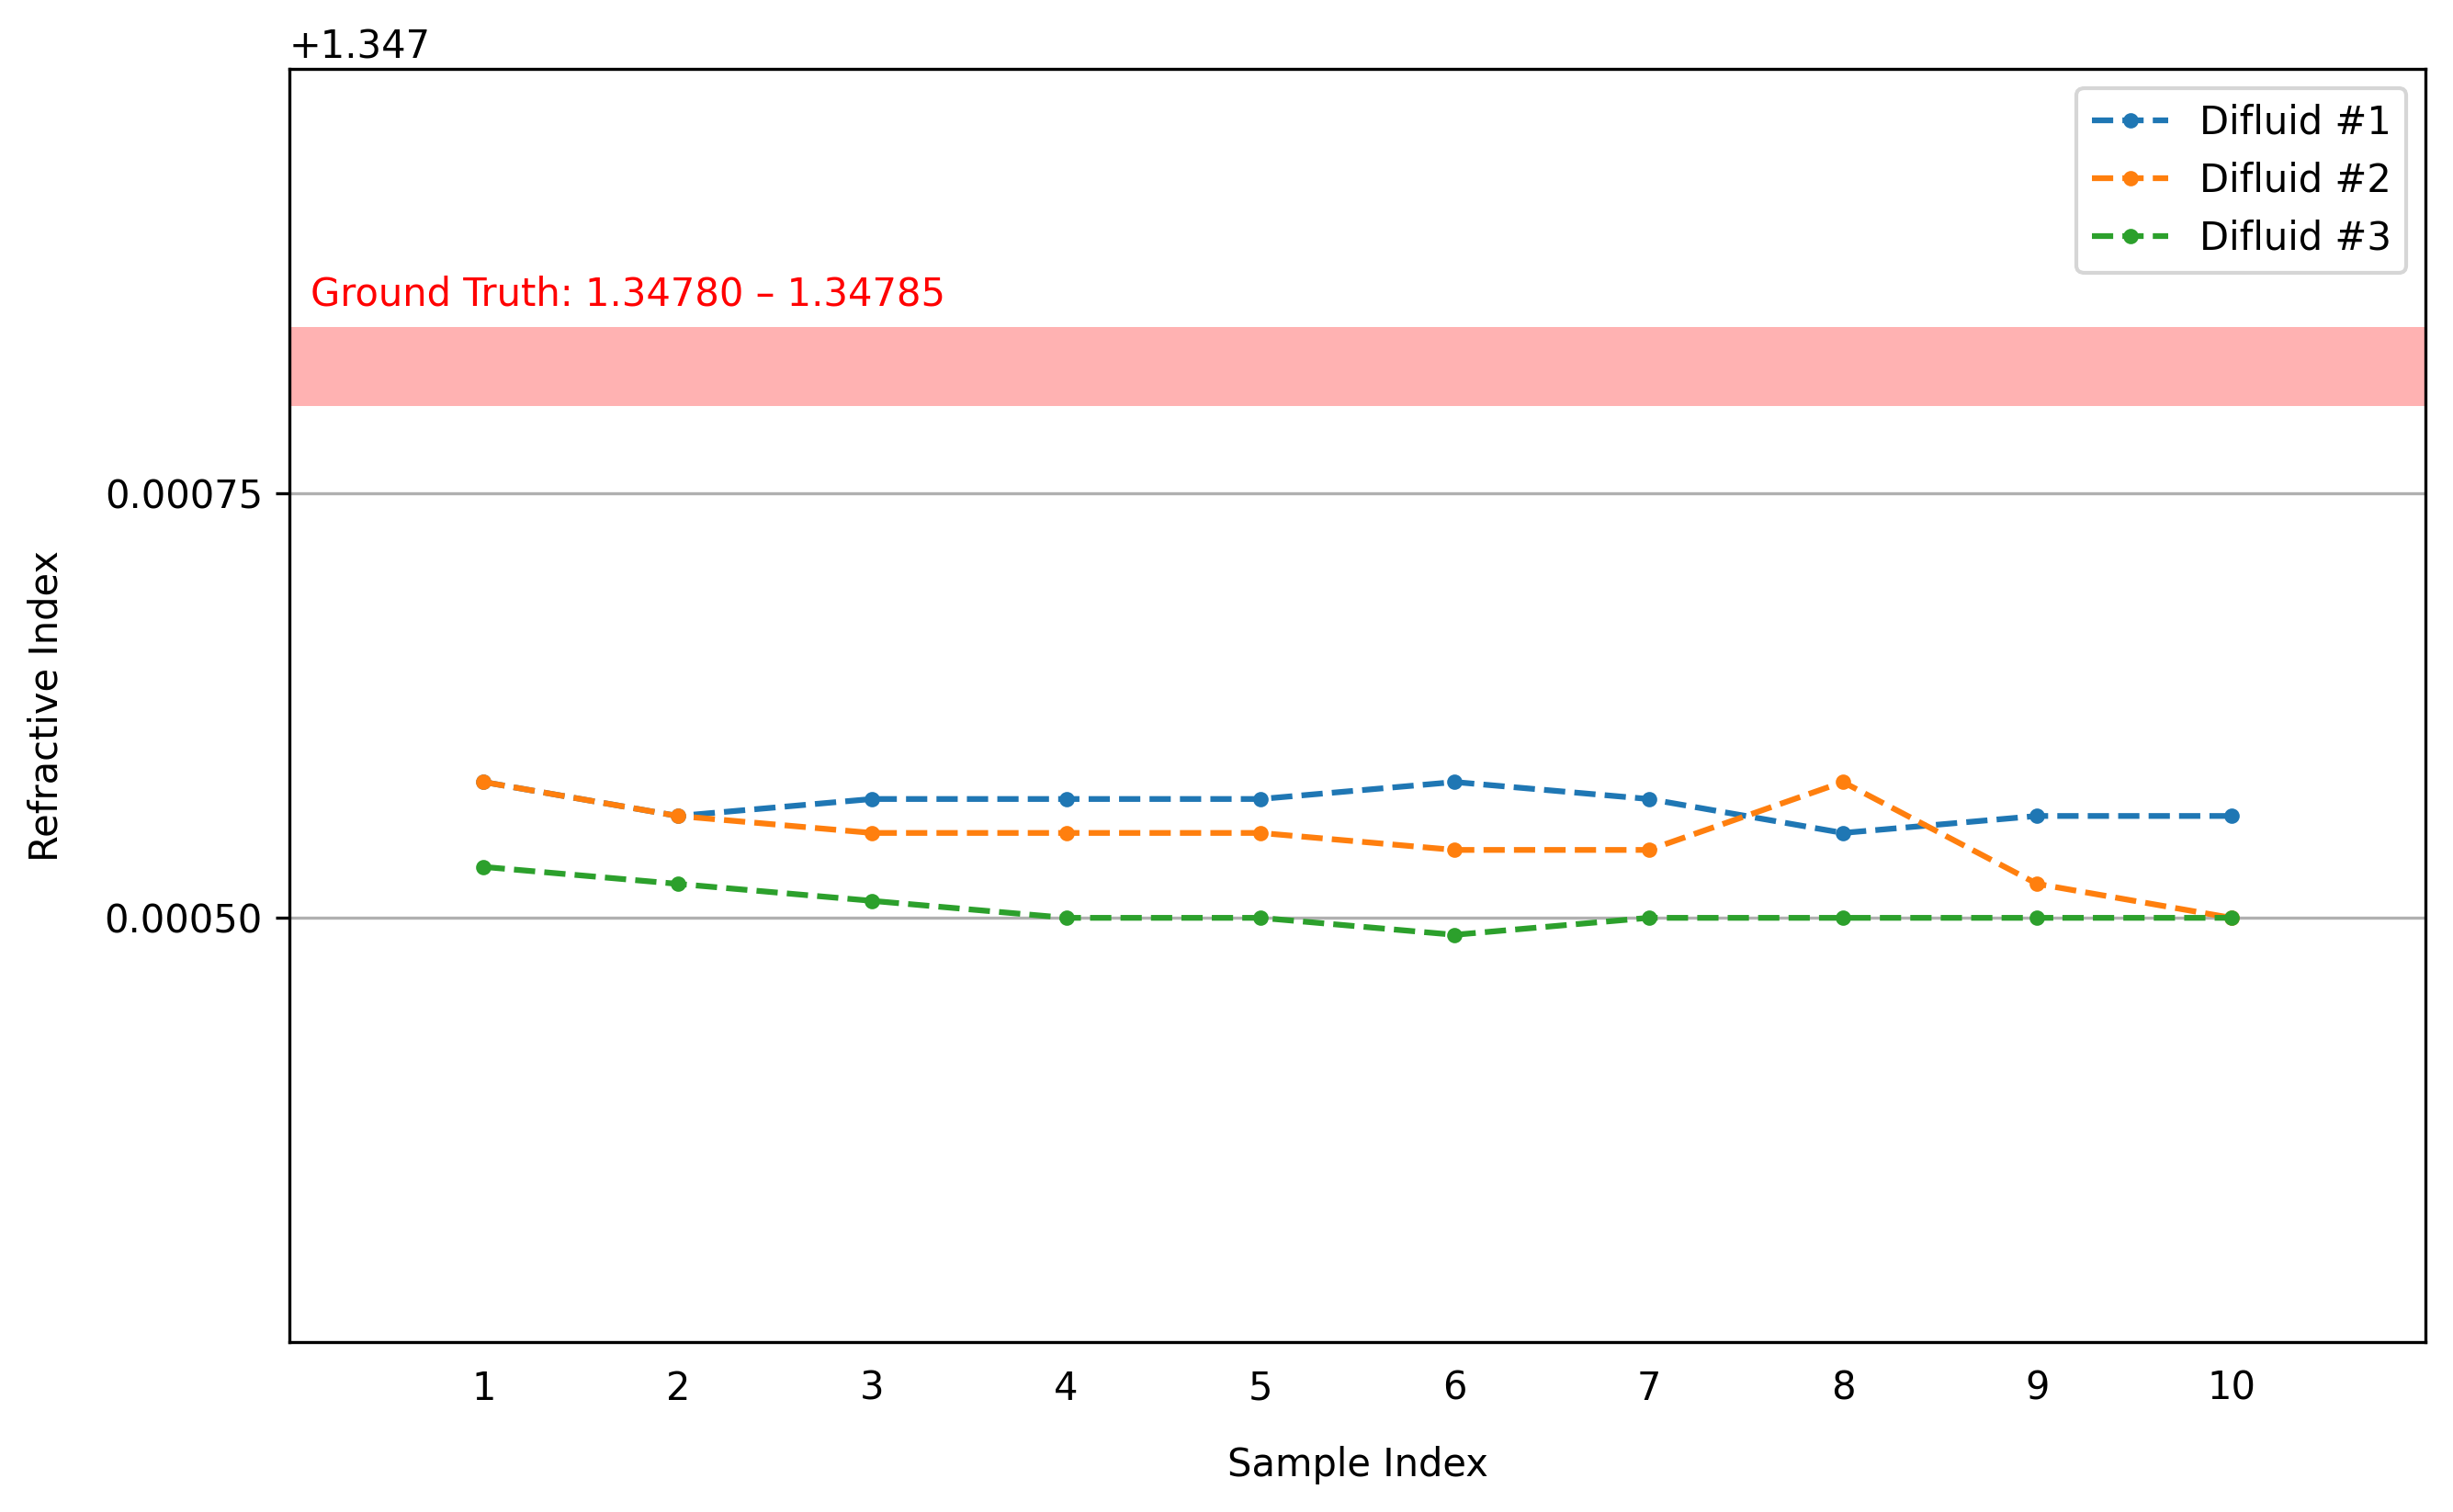 +1.347
Difluid #1
Difluid #2
Difluid #3
Ground Truth: 1.34780 – 1.34785
0.00075
0.00050
Refractive Index
1 2 3 4 5 6 7 8 9 10
Sample Index